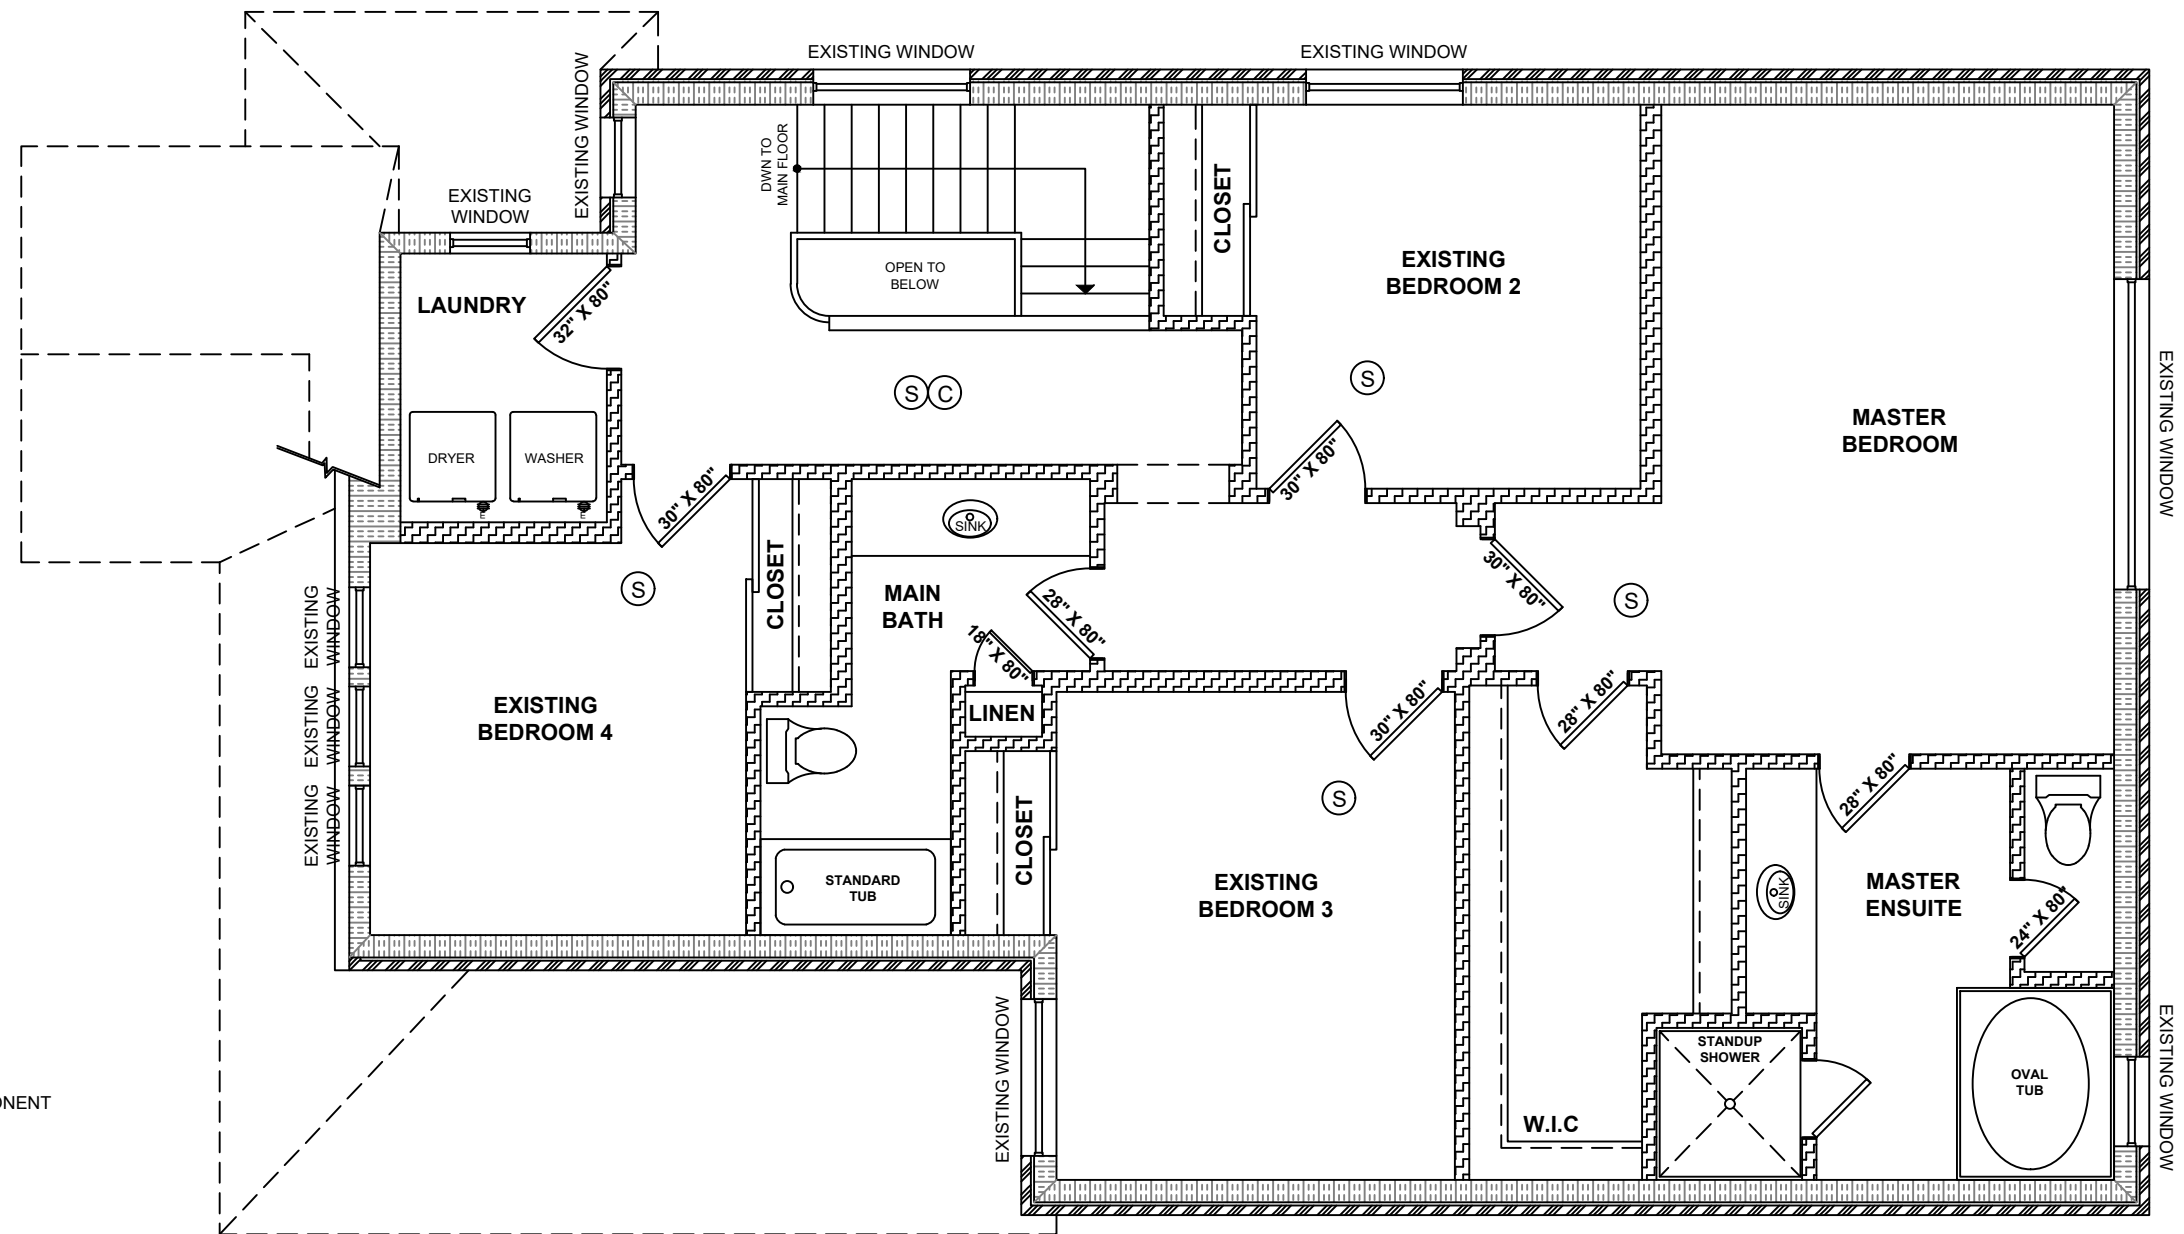 EXISTING WINDOW
EXISTING WINDOW
EXISTING WINDOW
EXISTING
WINDOW
DWN TO
MAIN FLOOR
OPEN TO
BELOW
CLOSET
EXISTING
BEDROOM 2
LAUNDRY
32" X 80"
S
C
S
MASTER
BEDROOM
EXISTING WINDOW
DRYER
WASHER
E
E
30" X 80"
30" X 80"
SINK
30" X 80"
S
S
CLOSET
MAIN
BATH
28" X 80"
18" X 80"
EXISTING
WINDOW
EXISTING
WINDOW
EXISTING
WINDOW
EXISTING
BEDROOM 4
LINEN
30" X 80"
28" X 80"
28" X 80"
S
CLOSET
STANDARD
TUB
EXISTING
BEDROOM 3
SINK
MASTER
ENSUITE
24" X 80"
EXISTING WINDOW
STANDUP
SHOWER
OVAL
TUB
W.I.C
EXISTING WINDOW
ONENT